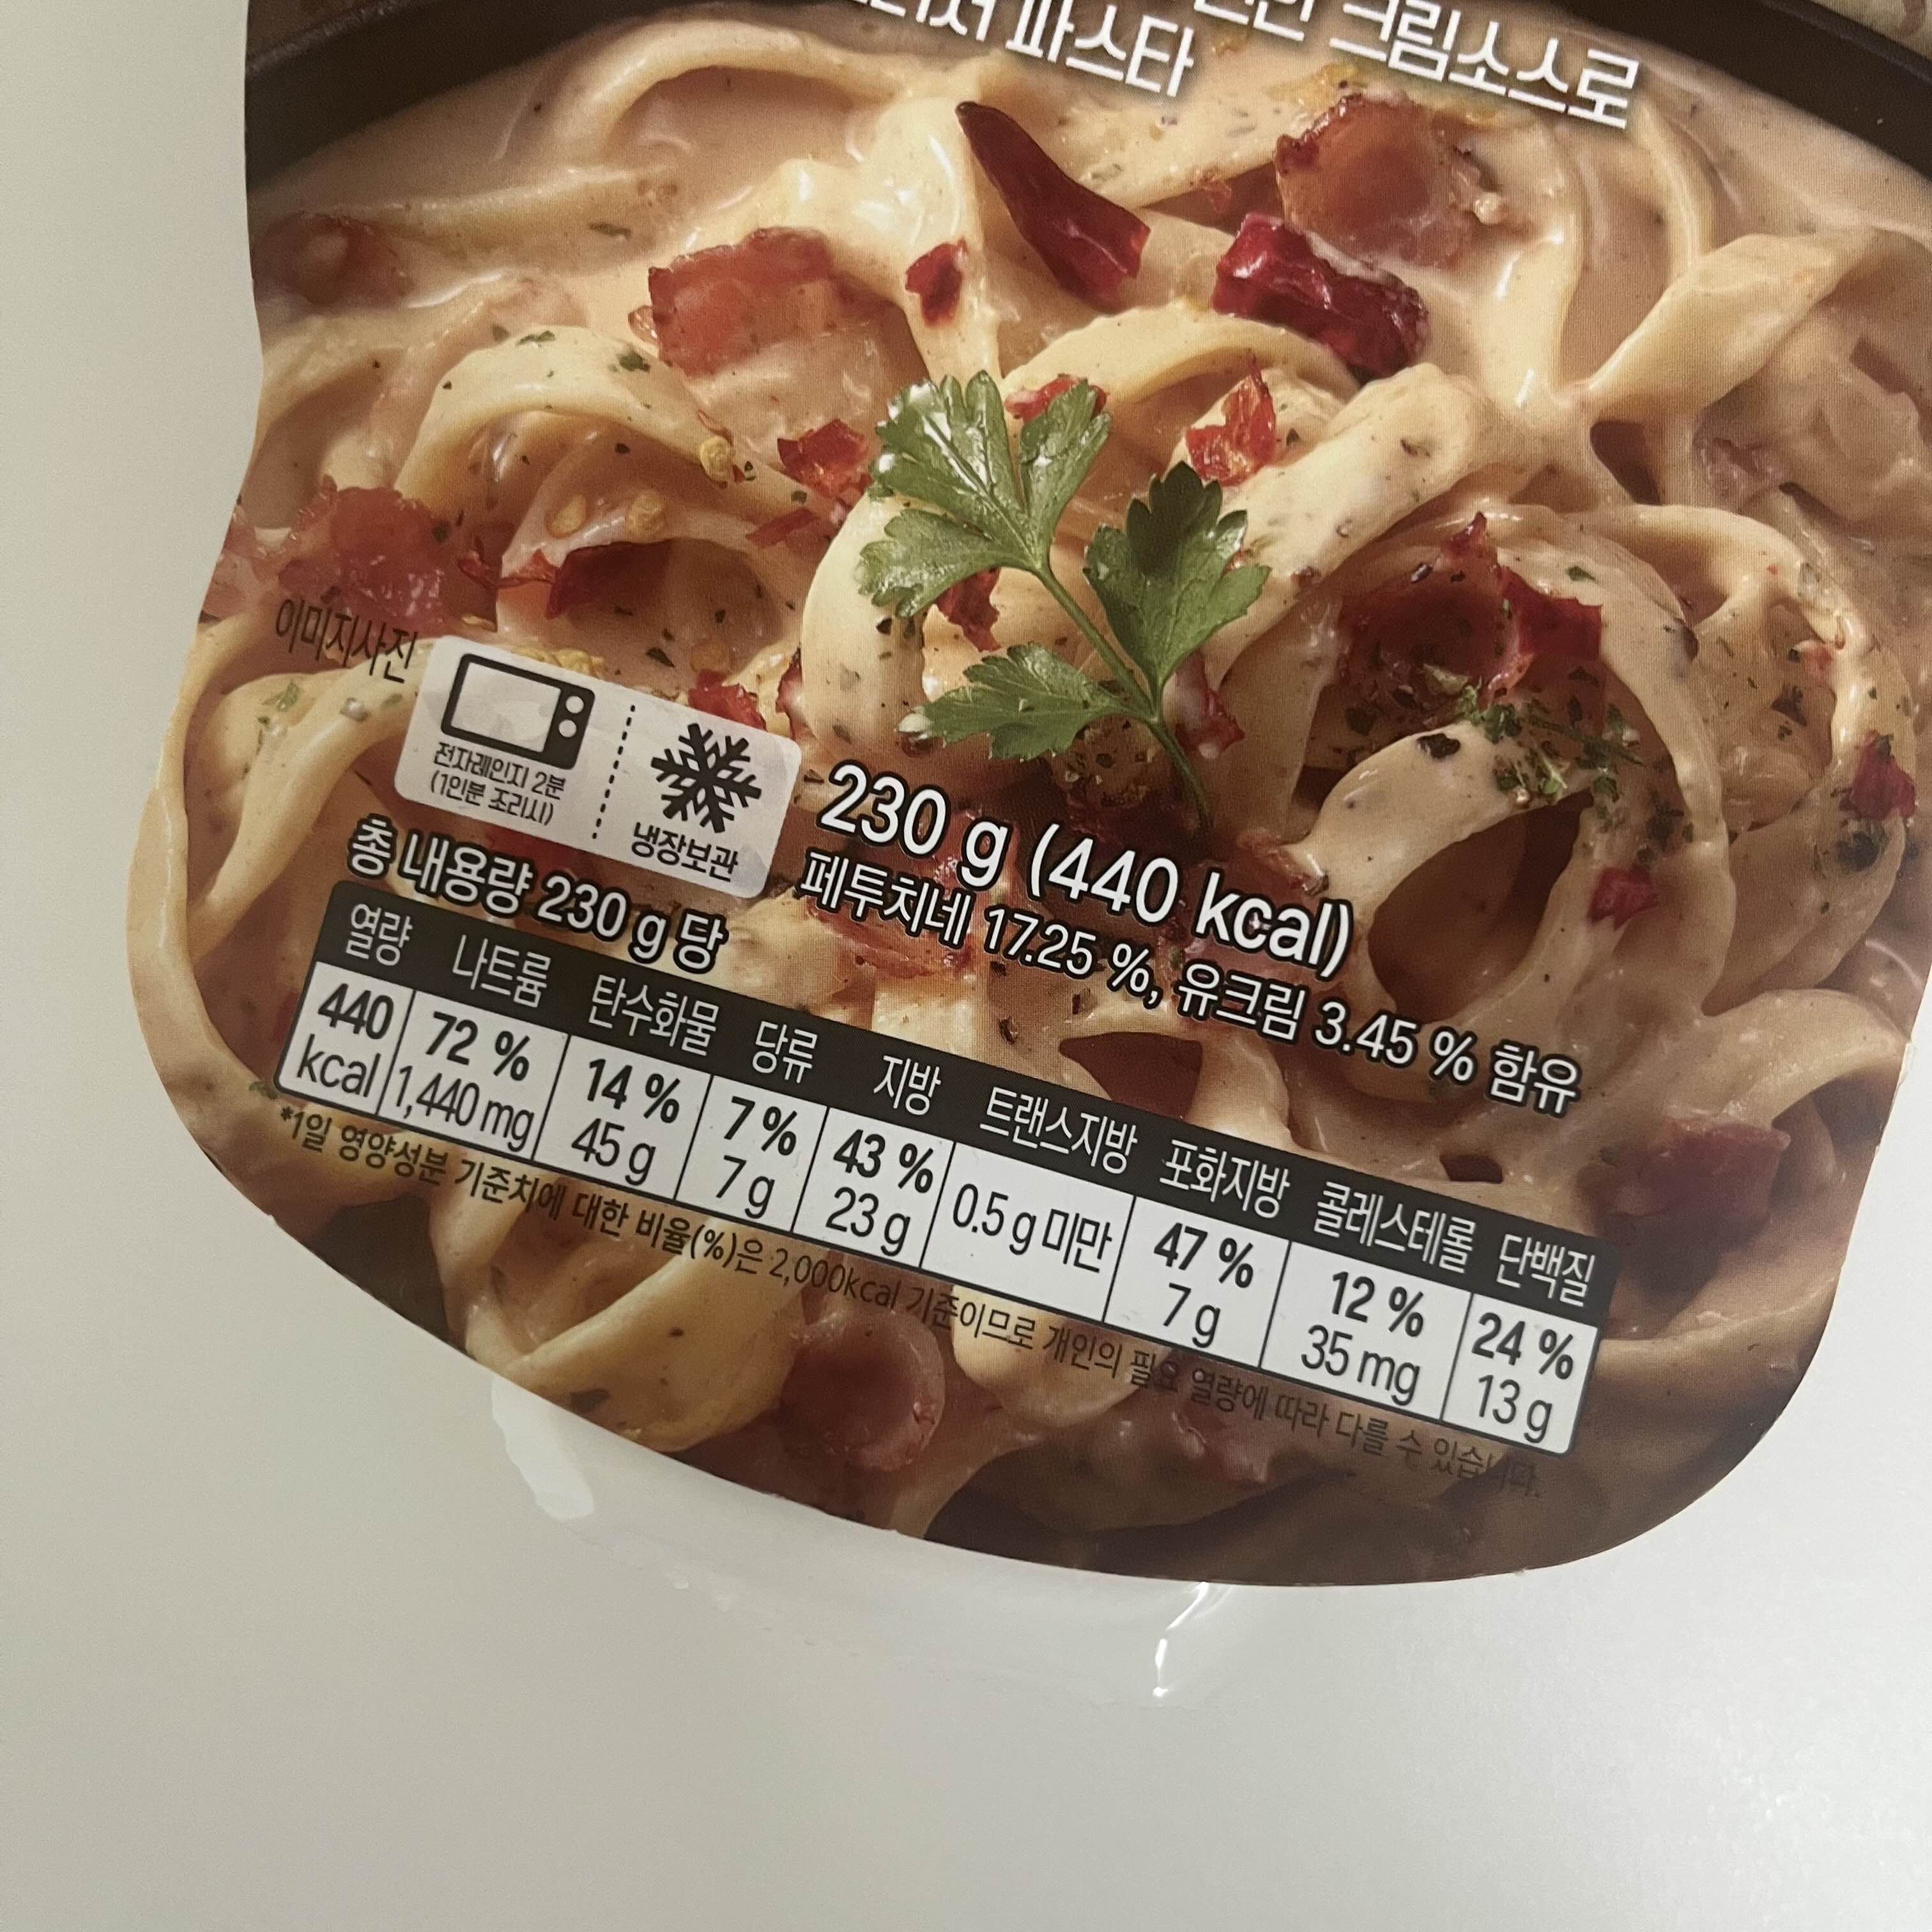 크림소스로
파스타
이미지사진
전자레인지 2분
(1인분 조리시)
냉장보관
230 g (440 kcal)
페투치네 17.25 %, 유크림 3.45 % 함유
총 내용량 230 g 당
열량 나트륨 탄수화물 당류 지방 트랜스지방 포화지방 콜레스테롤 단백질
440 kcal 72 % 1,440 mg 14 % 45 g 7 % 7 g 43 % 23 g 0.5 g 미만 47 % 7 g 12 % 35 mg 24 % 13 g
*1일 영양성분 기준치에 대한 비율(%)은 2,000kcal 기준이므로 개인의 필요 열량에 따라 다를 수 있습니다.